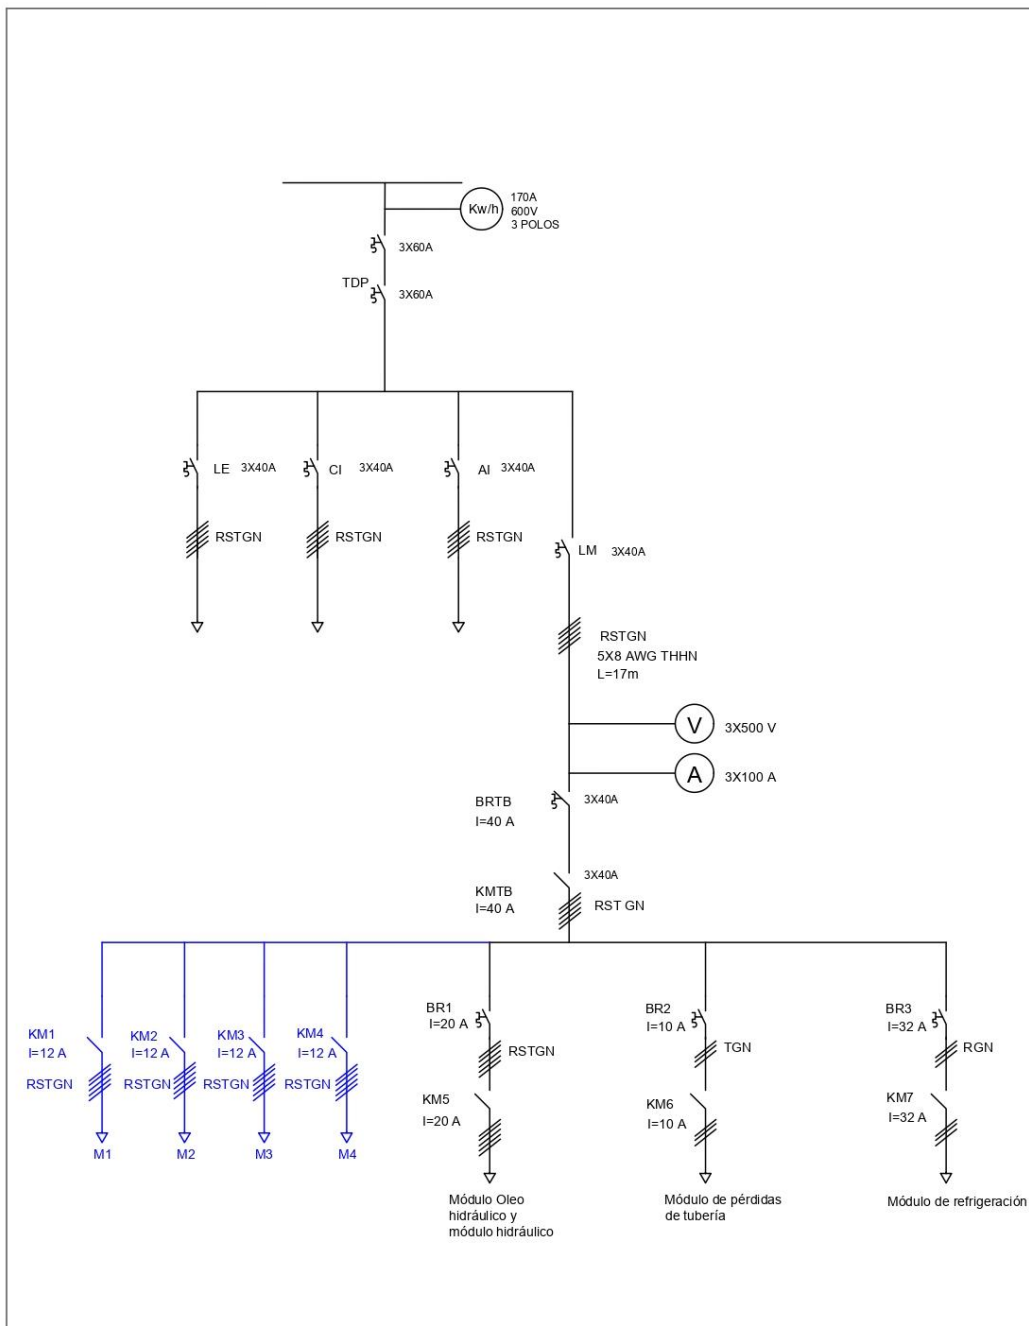 Kw/h
170A
600V
3 POLOS
3X60A
TDP
3X60A
LE 3X40A
CI 3X40A
AI 3X40A
RSTGN
RSTGN
RSTGN
LM 3X40A
RSTGN
5X8 AWG THHN
L=17m
V 3X500 V
A 3X100 A
BRTB
I=40 A
3X40A
KMTB
I=40 A
3X40A
RST GN
KM1
I=12 A
RSTGN
M1
KM2
I=12 A
RSTGN
M2
KM3
I=12 A
RSTGN
M3
KM4
I=12 A
RSTGN
M4
BR1
I=20 A
RSTGN
KM5
I=20 A
Módulo Oleo
hidráulico y
módulo hidráulico
BR2
I=10 A
TGN
KM6
I=10 A
Módulo de pérdidas
de tubería
BR3
I=32 A
RGN
KM7
I=32 A
Módulo de refrigeración